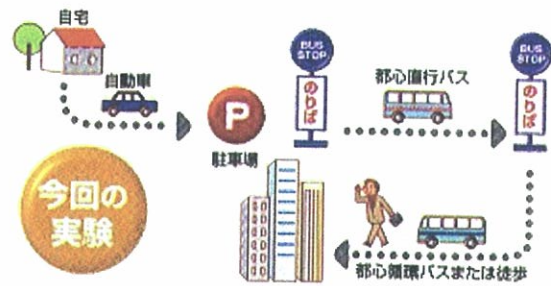 自宅
自動車
P
駐車場
BUS
STOP
のりば
都心直行バス
BUS
STOP
のりば
今回の
実験
都心循環バスまたは徒歩